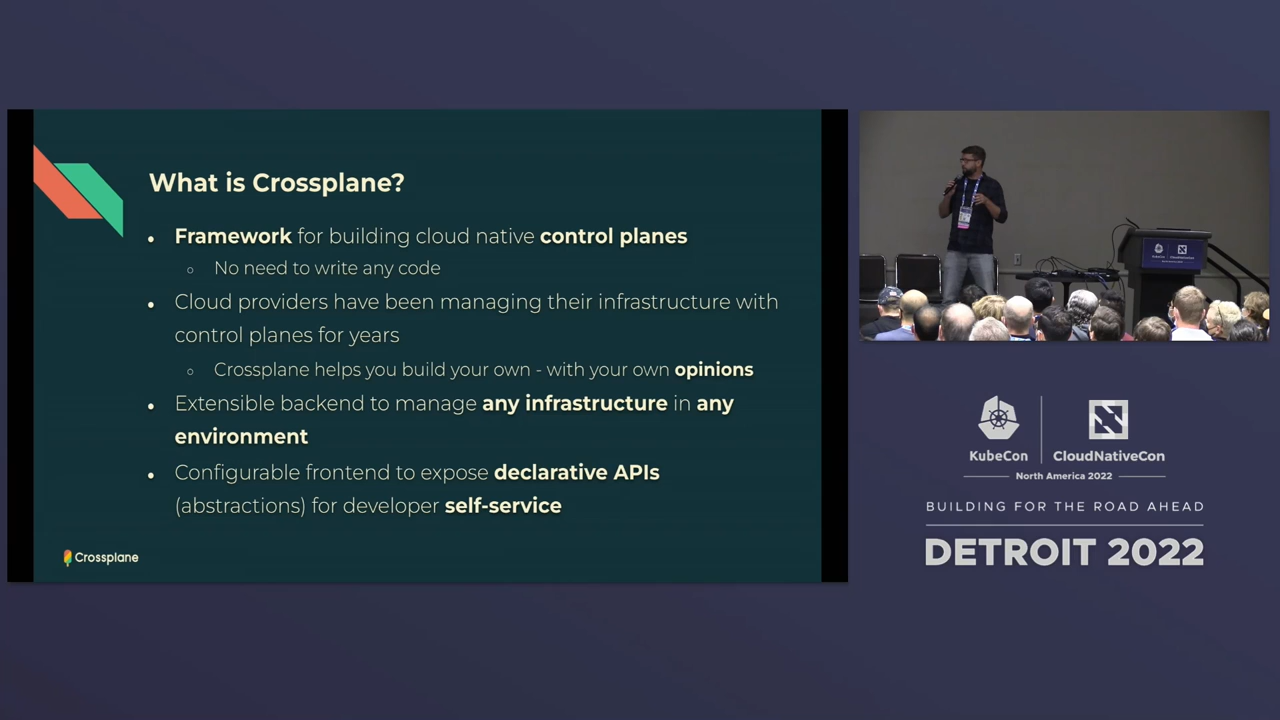 What is Crossplane?
• Framework for building cloud native control planes
○ No need to write any code
• Cloud providers have been managing their infrastructure with
control planes for years
○ Crossplane helps you build your own - with your own opinions
• Extensible backend to manage any infrastructure in any
environment
• Configurable frontend to expose declarative APIs
(abstractions) for developer self-service
Crossplane
KubeCon
CloudNativeCon
North America 2022
BUILDING FOR THE ROAD AHEAD
DETROIT 2022